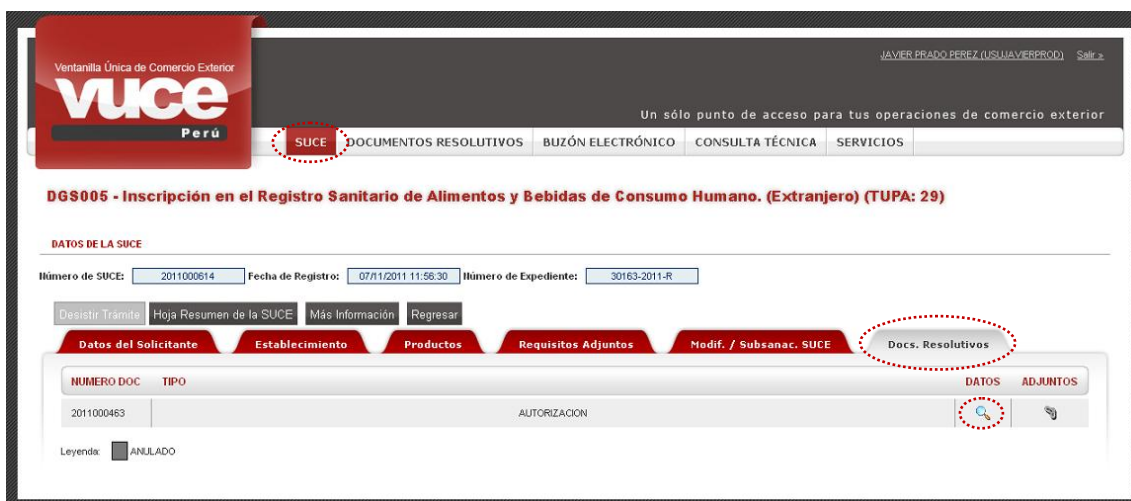 JAVIER PRADO PEREZ (USUJAVIERPROD) Salir »
Ventanilla Única de Comercio Exterior
vuce
Perú
Un sólo punto de acceso para tus operaciones de comercio exterior
SUCE DOCUMENTOS RESOLUTIVOS BUZÓN ELECTRÓNICO CONSULTA TÉCNICA SERVICIOS
DGS005 - Inscripción en el Registro Sanitario de Alimentos y Bebidas de Consumo Humano. (Extranjero) (TUPA: 29)
DATOS DE LA SUCE
Número de SUCE: 2011000614 Fecha de Registro: 07/11/2011 11:56:30 Número de Expediente: 30163-2011-R
Desistir Trámite Hoja Resumen de la SUCE Más Información Regresar
Datos del Solicitante Establecimiento Productos Requisitos Adjuntos Modif. / Subsanac. SUCE Docs. Resolutivos
NUMERO DOC TIPO DATOS ADJUNTOS
2011000463 AUTORIZACION
Leyenda: ANULADO